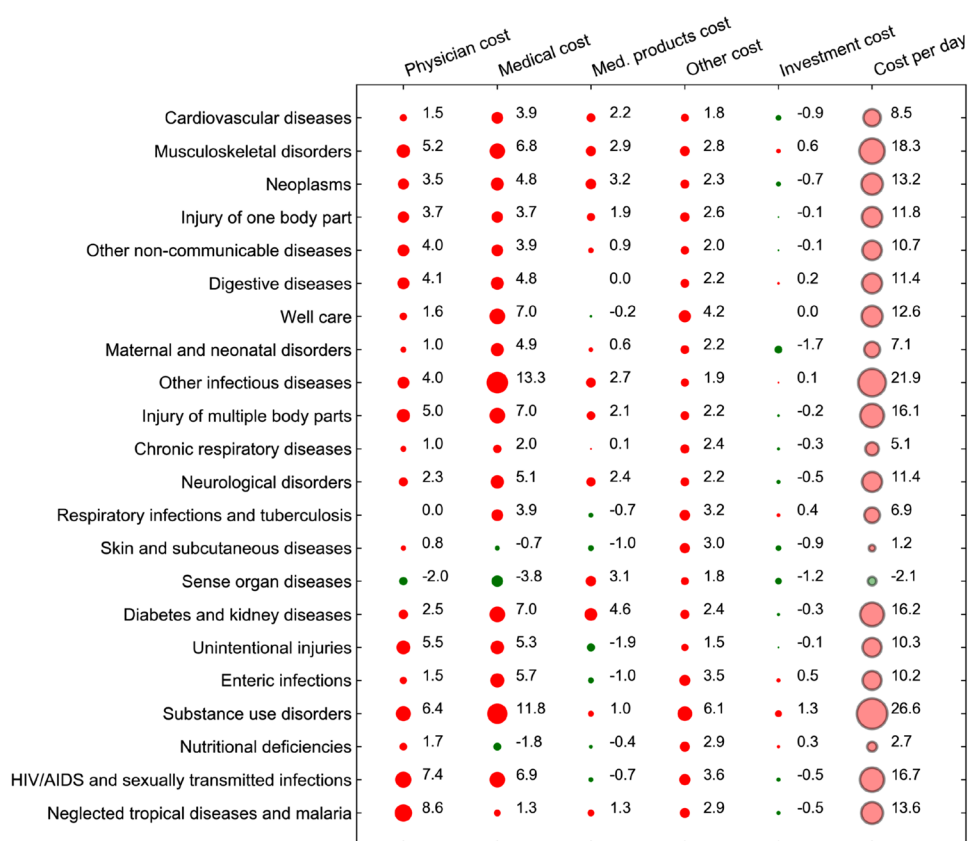 Physician cost Medical cost Med. products cost Other cost Investment cost Cost per day
Cardiovascular diseases 1.5 3.9 2.2 1.8 -0.9 8.5
Musculoskeletal disorders 5.2 6.8 2.9 2.8 0.6 18.3
Neoplasms 3.5 4.8 3.2 2.3 -0.7 13.2
Injury of one body part 3.7 3.7 1.9 2.6 -0.1 11.8
Other non-communicable diseases 4.0 3.9 0.9 2.0 -0.1 10.7
Digestive diseases 4.1 4.8 0.0 2.2 0.2 11.4
Well care 1.6 7.0 -0.2 4.2 0.0 12.6
Maternal and neonatal disorders 1.0 4.9 0.6 2.2 -1.7 7.1
Other infectious diseases 4.0 13.3 2.7 1.9 0.1 21.9
Injury of multiple body parts 5.0 7.0 2.1 2.2 -0.2 16.1
Chronic respiratory diseases 1.0 2.0 0.1 2.4 -0.3 5.1
Neurological disorders 2.3 5.1 2.4 2.2 -0.5 11.4
Respiratory infections and tuberculosis 0.0 3.9 -0.7 3.2 0.4 6.9
Skin and subcutaneous diseases 0.8 -0.7 -1.0 3.0 -0.9 1.2
Sense organ diseases -2.0 -3.8 3.1 1.8 -1.2 -2.1
Diabetes and kidney diseases 2.5 7.0 4.6 2.4 -0.3 16.2
Unintentional injuries 5.5 5.3 -1.9 1.5 -0.1 10.3
Enteric infections 1.5 5.7 -1.0 3.5 0.5 10.2
Substance use disorders 6.4 11.8 1.0 6.1 1.3 26.6
Nutritional deficiencies 1.7 -1.8 -0.4 2.9 0.3 2.7
HIV/AIDS and sexually transmitted infections 7.4 6.9 -0.7 3.6 -0.5 16.7
Neglected tropical diseases and malaria 8.6 1.3 1.3 2.9 -0.5 13.6